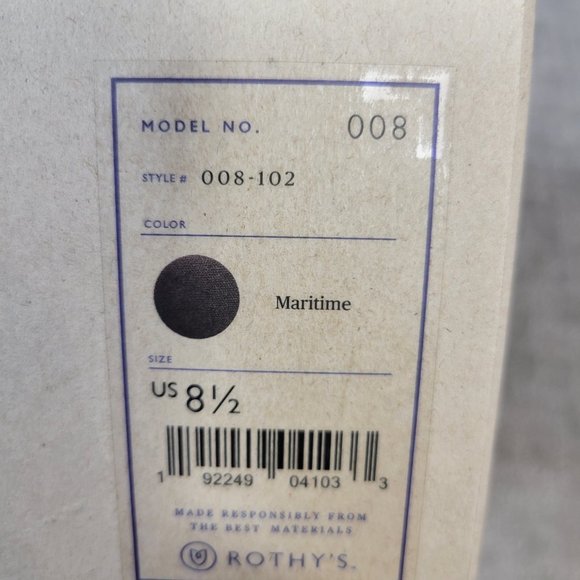 MODEL NO. 008
STYLE # 008-102
COLOR
Maritime
SIZE
US 8½
1 92249 04103 3
MADE RESPONSIBLY FROM
THE BEST MATERIALS
ROTHY'S™